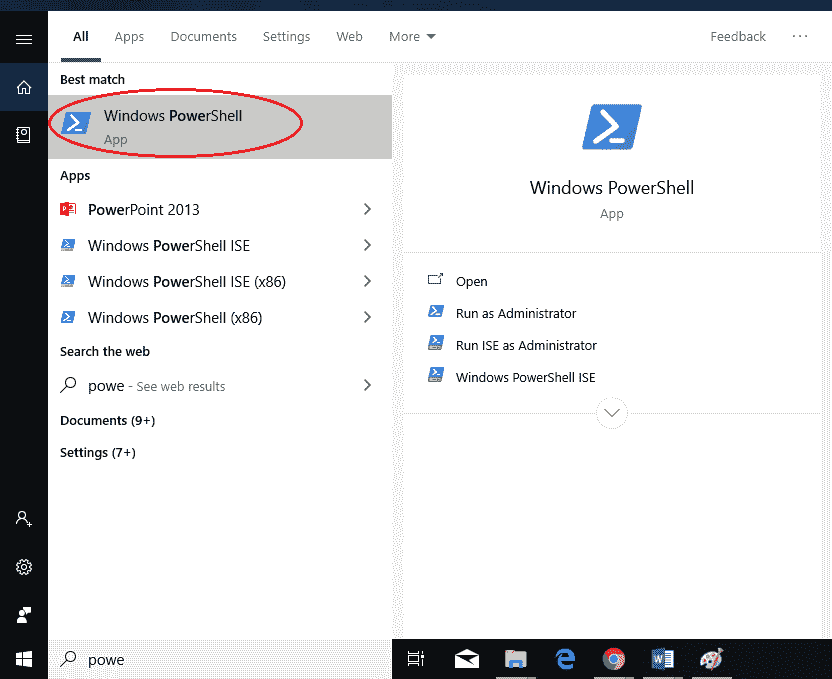 All Apps Documents Settings Web More Feedback
Best match
Windows PowerShell
App
Apps
PowerPoint 2013
Windows PowerShell ISE
Windows PowerShell ISE (x86)
Windows PowerShell (x86)
Search the web
powe - See web results
Documents (9+)
Settings (7+)
powe
Windows PowerShell
App
Open
Run as Administrator
Run ISE as Administrator
Windows PowerShell ISE